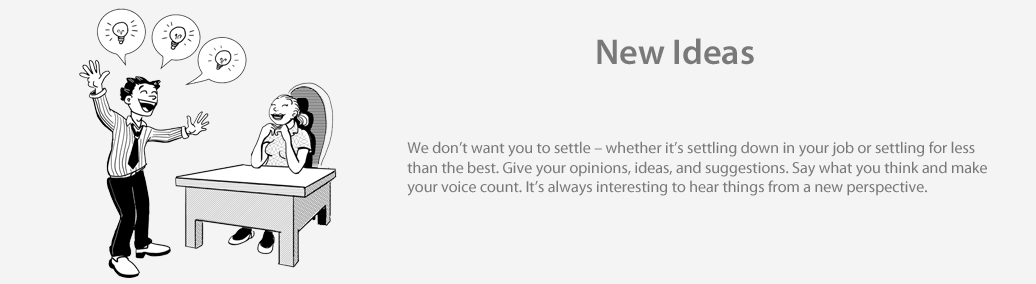 New Ideas
We don’t want you to settle – whether it’s settling down in your job or settling for less
than the best. Give your opinions, ideas, and suggestions. Say what you think and make
your voice count. It’s always interesting to hear things from a new perspective.